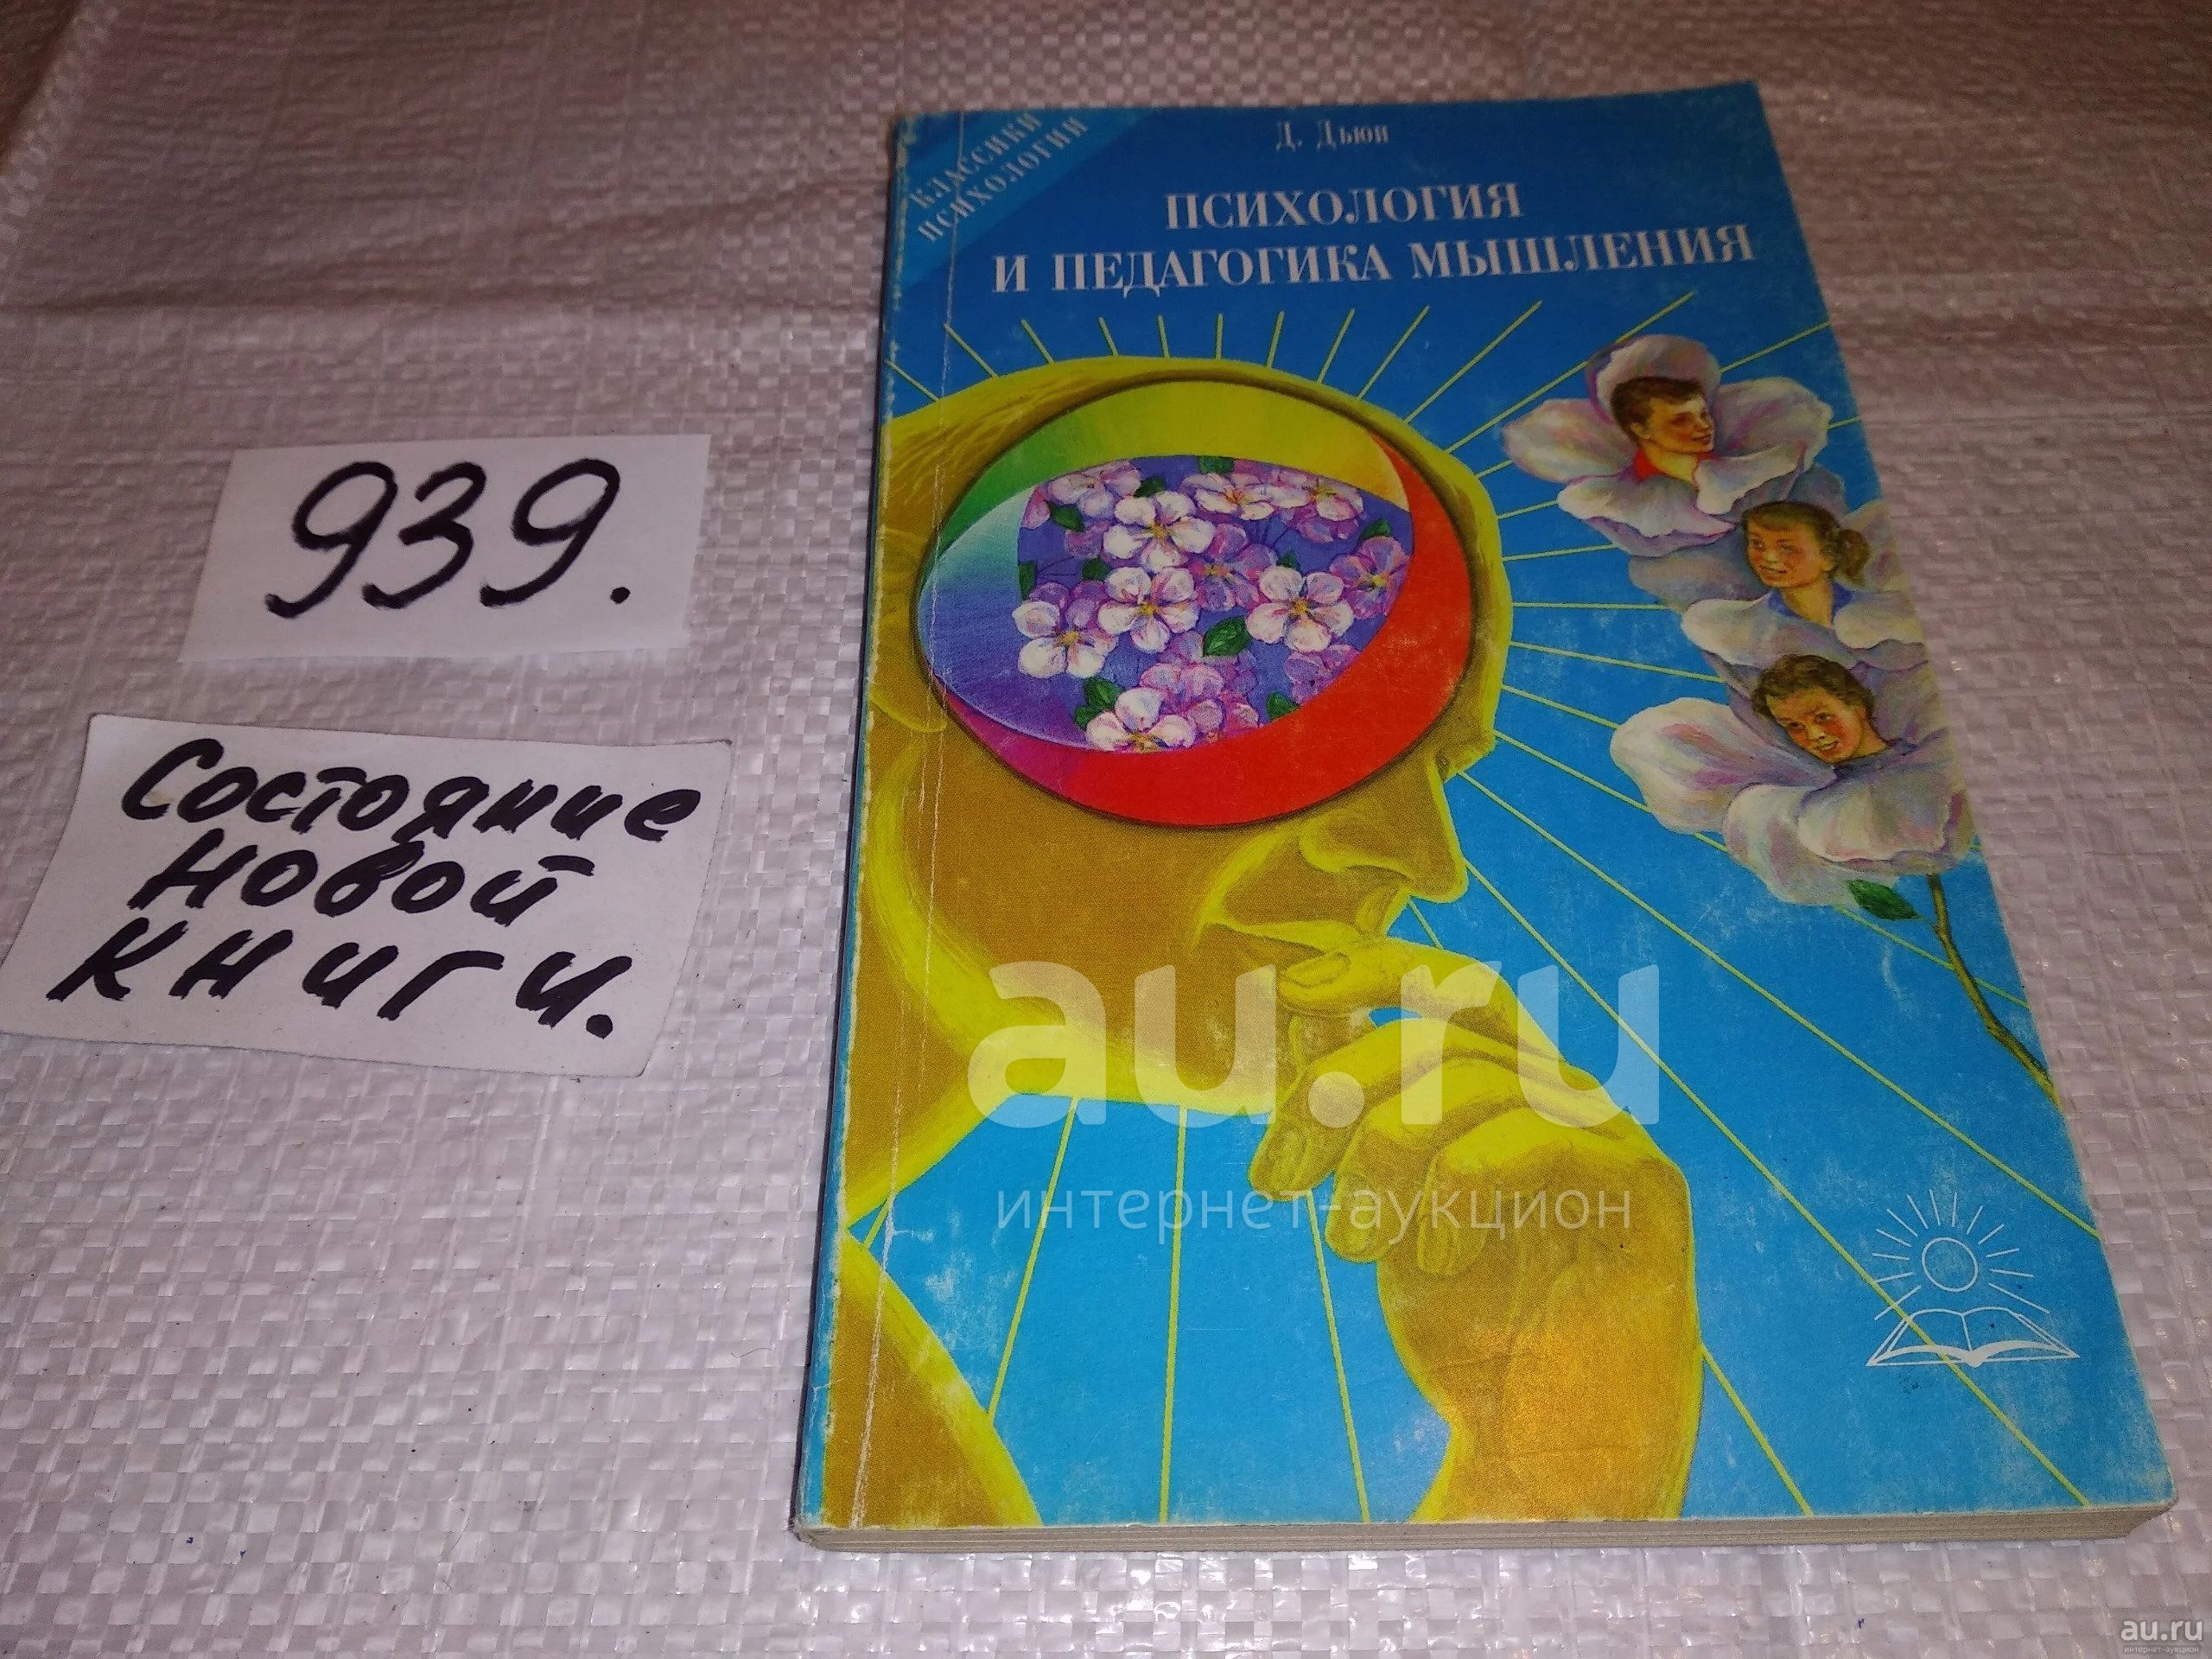 КЛАССИКИ
ПСИХОЛОГИИ
Д. Дьюи
ПСИХОЛОГИЯ
И ПЕДАГОГИКА МЫШЛЕНИЯ
939.
Состояние
новой
книги.
au.ru
интернет-аукцион
au.ru
интернет-аукцион